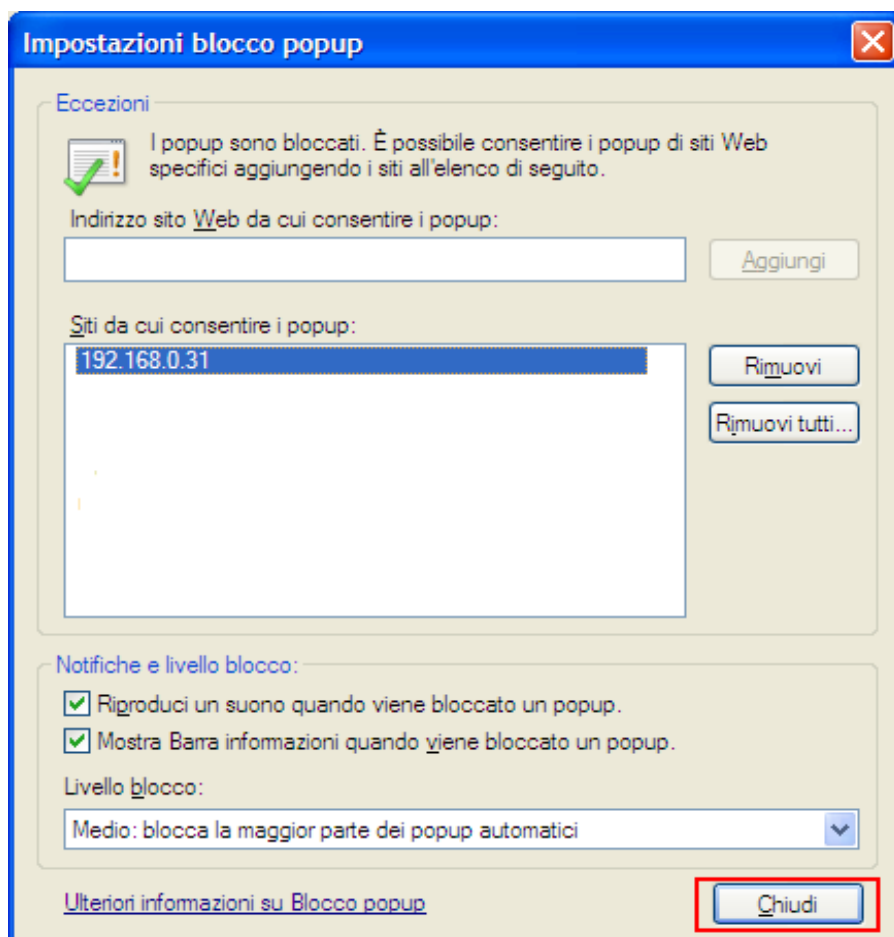 Impostazioni blocco popup
Eccezioni
I popup sono bloccati. È possibile consentire i popup di siti Web
specifici aggiungendo i siti all'elenco di seguito.
Indirizzo sito Web da cui consentire i popup:
Aggiungi
Siti da cui consentire i popup:
192.168.0.31
Rimuovi
Rimuovi tutti...
Notifiche e livello blocco:
Riproduci un suono quando viene bloccato un popup.
Mostra Barra informazioni quando viene bloccato un popup.
Livello blocco:
Medio: blocca la maggior parte dei popup automatici
Ulteriori informazioni su Blocco popup
Chiudi